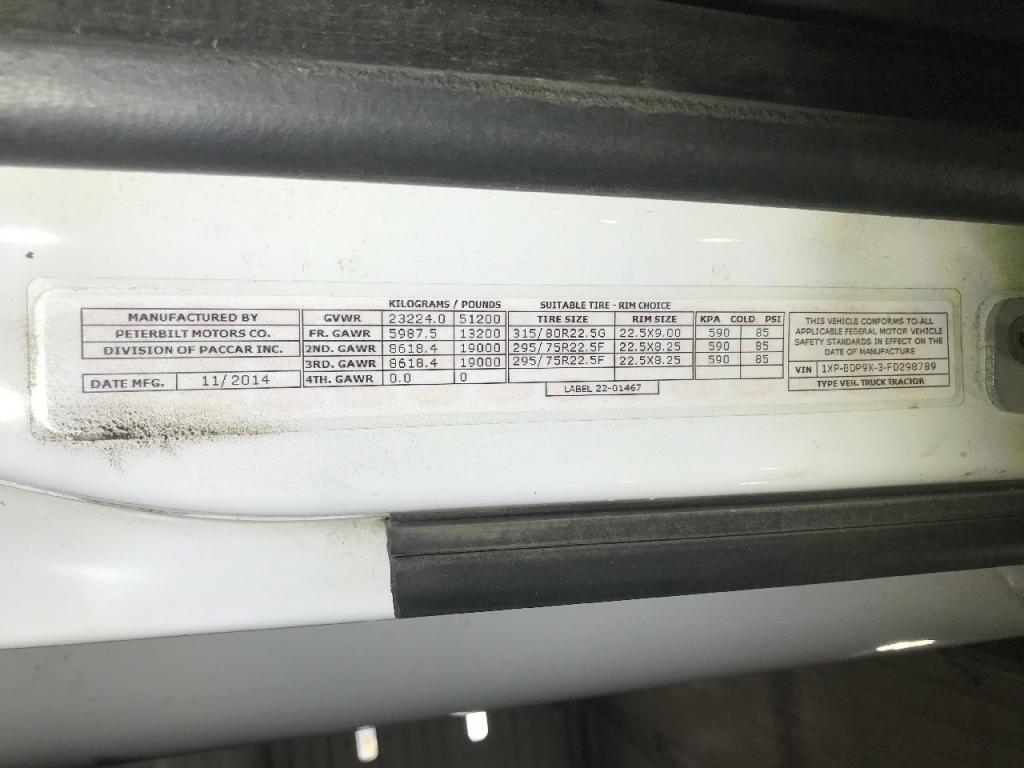 KILOGRAMS / POUNDS SUITABLE TIRE - RIM CHOICE
MANUFACTURED BY
PETERBILT MOTORS CO.
DIVISION OF PACCAR INC.
DATE MFG. 11/2014
GVWR 23224.0 51200 TIRE SIZE RIM SIZE KPA COLD PSI
FR. GAWR 5987.5 13200 315/80R22.5G 22.5X9.00 590 85
2ND. GAWR 8618.4 19000 295/75R22.5F 22.5X8.25 590 85
3RD. GAWR 8618.4 19000 295/75R22.5F 22.5X8.25 590 85
4TH. GAWR 0.0 0
LABEL 22-01467
THIS VEHICLE CONFORMS TO ALL
APPLICABLE FEDERAL MOTOR VEHICLE
SAFETY STANDARDS IN EFFECT ON THE
DATE OF MANUFACTURE
VIN 1XP-BDP9X-3-FD298789
TYPE VEH. TRUCK TRACTOR